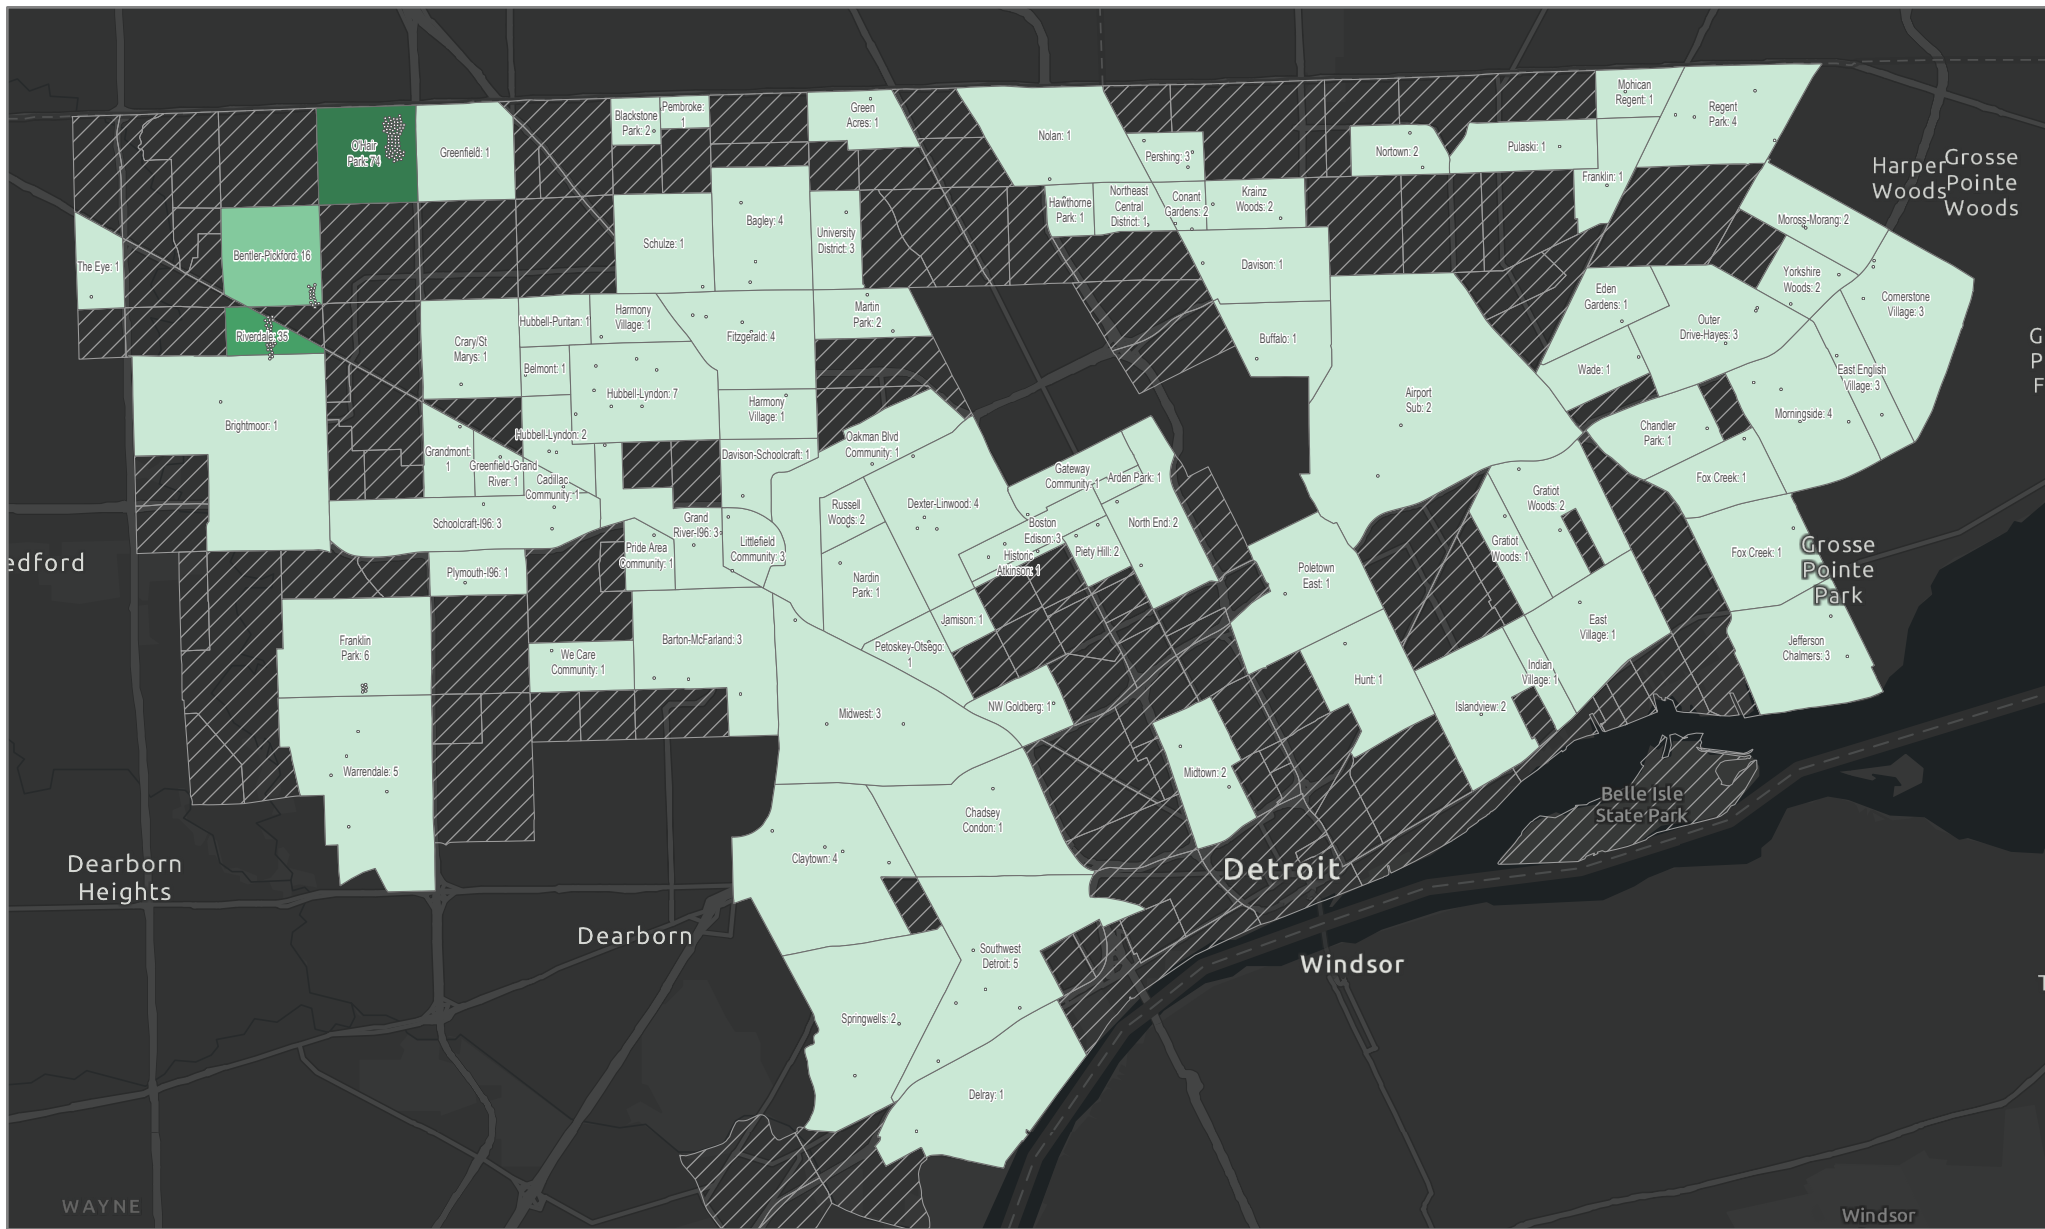 Mohican
Regent: 1
Regent
Park: 4
Blackstone
Park: 2
Pembroke:
1
Green
Acres: 1
Nolan: 1
Pershing: 3
Nortown: 2
Pulaski: 1
O'Hair
Park: 74
Greenfield: 1
Franklin: 1
Harper
Woods
Grosse
Pointe
Woods
Hawthorne
Park: 1
Northeast
Central
District: 1
Conant
Gardens: 2
Krainz
Woods: 2
Moross-Morang: 2
Bagley: 4
University
District: 3
Schulze: 1
Bentler-Pickford: 16
The Eye: 1
Davison: 1
Yorkshire
Woods: 2
Eden
Gardens: 1
Cornerstone
Village: 3
Hubbell-Puritan: 1
Harmony
Village: 1
Martin
Park: 2
Fitzgerald: 4
Buffalo: 1
Outer
Drive-Hayes: 3
Riverdale: 35
Crary/St
Marys: 1
Belmont: 1
Hubbell-Lyndon: 7
Wade: 1
East English
Village: 3
G
P
F
Airport
Sub: 2
Harmony
Village: 1
Morningside: 4
Brightmoor: 1
Hubbell-Lyndon: 2
Oakman Blvd
Community: 1
Chandler
Park: 1
Grandmont:
1
Greenfield-Grand
River: 1
Cadillac
Community: 1
Davison-Schoolcraft: 1
Gateway
Community: 1
Arden Park: 1
Fox Creek: 1
Gratiot
Woods: 2
Russell
Woods: 2
Dexter-Linwood: 4
Schoolcraft-I96: 3
Grand
River-I96: 3
Boston
Edison: 3
North End: 2
Littlefield
Community: 3
Pride Area
Community: 1
Historic
Atkinson: 1
Piety Hill: 2
Gratiot
Woods: 1
Fox Creek: 1
Grosse
Pointe
Park
edford
Plymouth-I96: 1
Nardin
Park: 1
Poletown
East: 1
Jamison: 1
East
Village: 1
Franklin
Park: 6
Barton-McFarland: 3
Petoskey-Otsego:
1
Jefferson
Chalmers: 3
We Care
Community: 1
Hunt: 1
Indian
Village: 1
NW Goldberg: 1
Islandview: 2
Midwest: 3
Warrendale: 5
Midtown: 2
Belle Isle
State Park
Chadsey
Condon: 1
Claytown: 4
Dearborn
Heights
Detroit
Dearborn
Southwest
Detroit: 5
Windsor
Springwells: 2
Delray: 1
WAYNE
Windsor